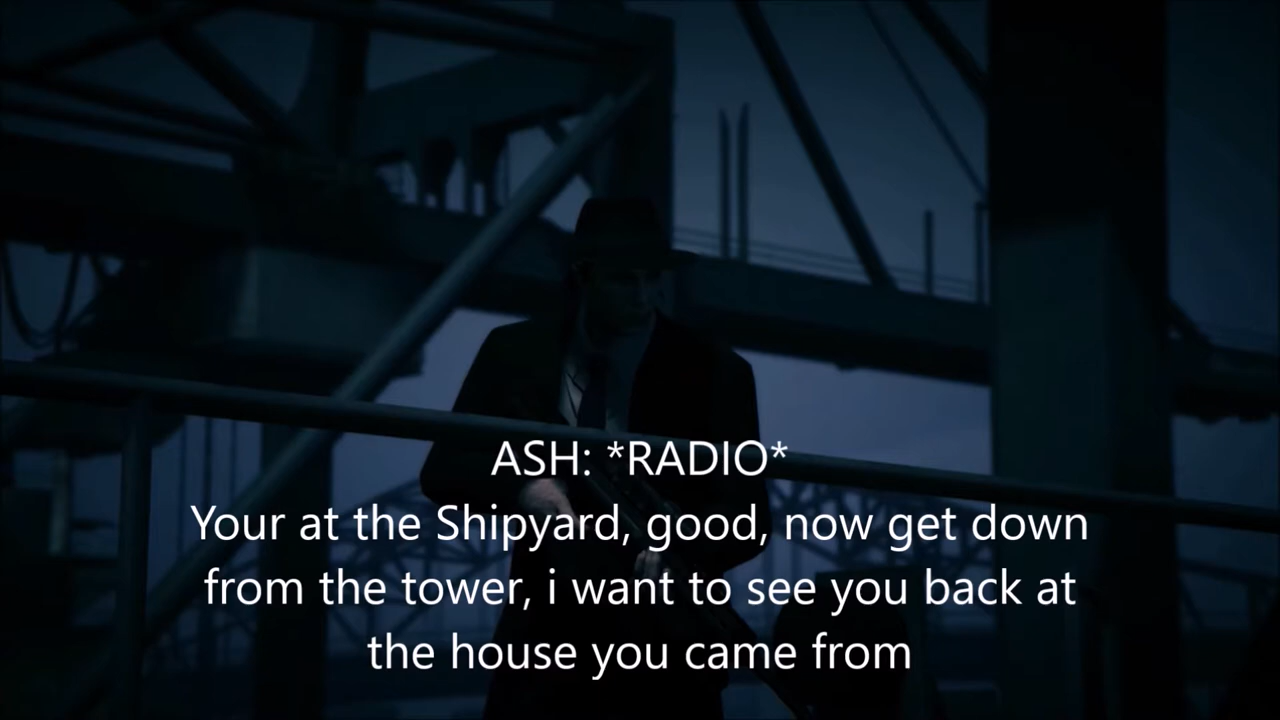 ASH: *RADIO*
Your at the Shipyard, good, now get down
from the tower, i want to see you back at
the house you came from